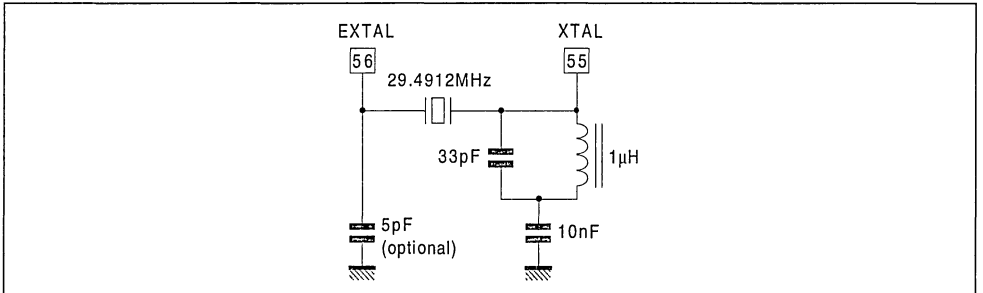 EXTAL
XTAL
56
55
29.4912MHz
33pF
1μH
5pF
(optional)
10nF